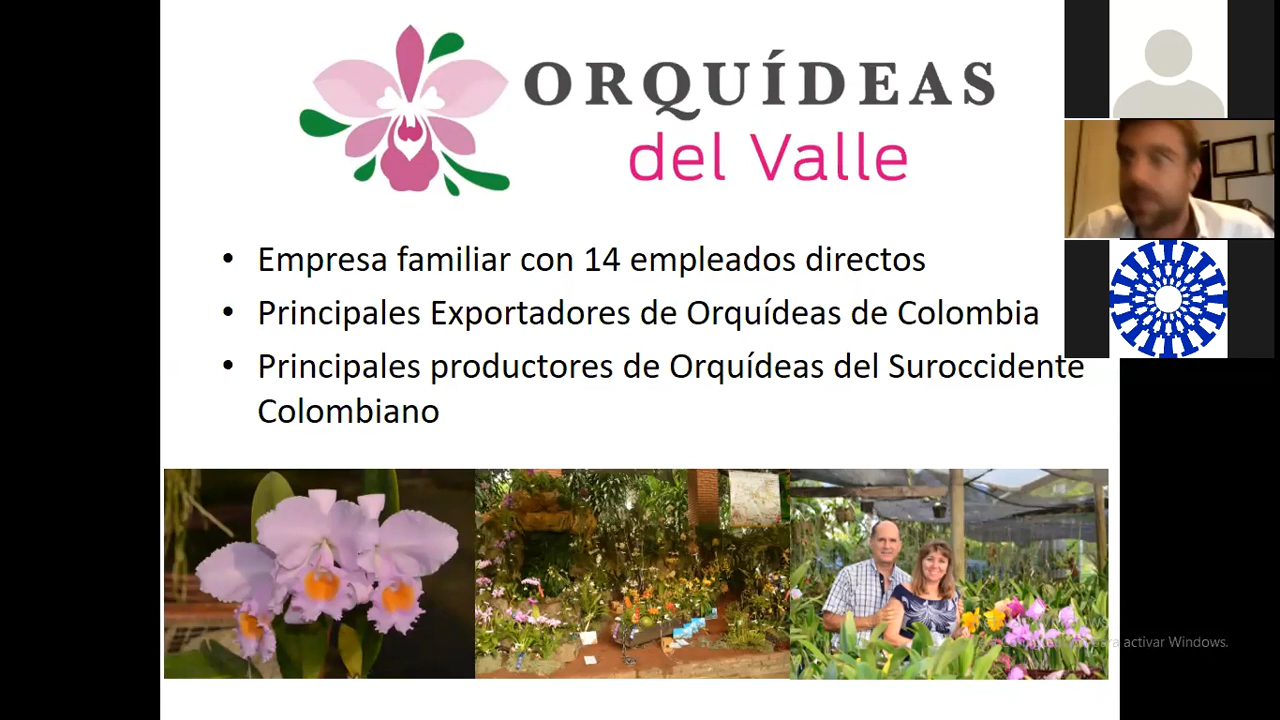 ORQUÍDEAS
del Valle
• Empresa familiar con 14 empleados directos
• Principales Exportadores de Orquídeas de Colombia
• Principales productores de Orquídeas del Suroccidente
Colombiano
para activar Windows.